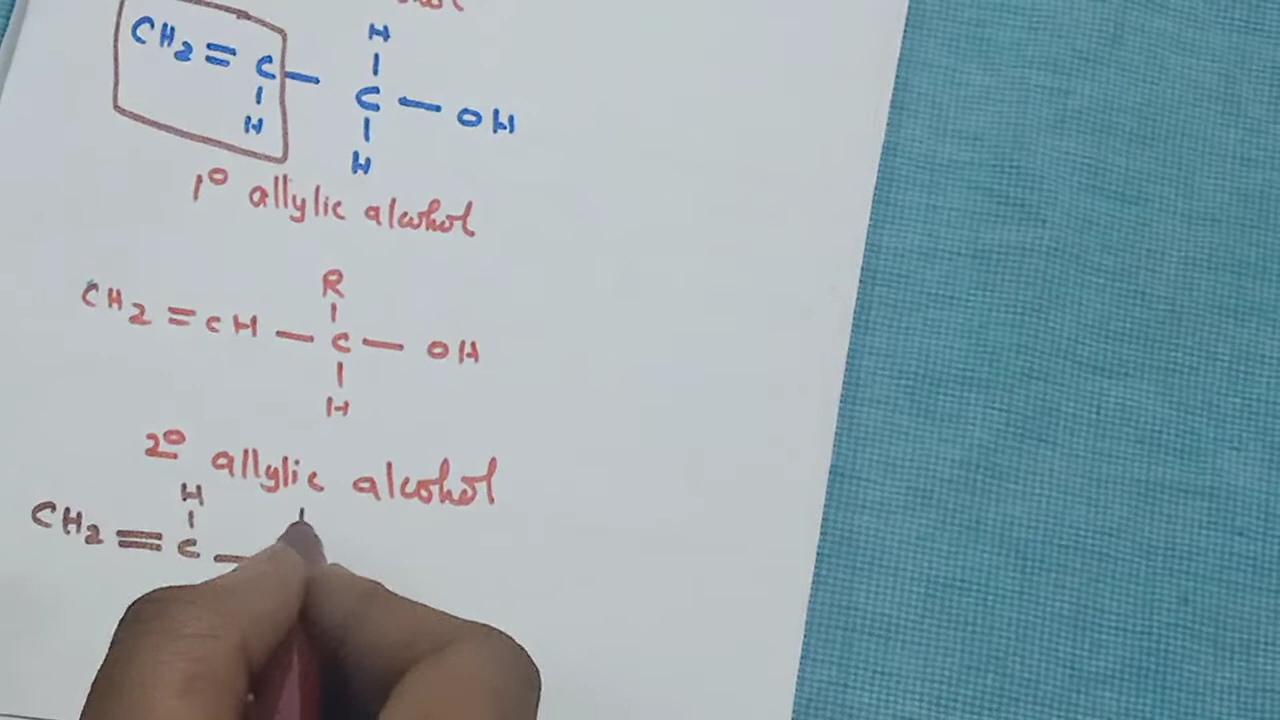 H
CH2 = C — C — OH
H
H
1° allylic alcohol
R
CH2 = CH — C — OH
H
2° allylic alcohol
H
CH2 = C —